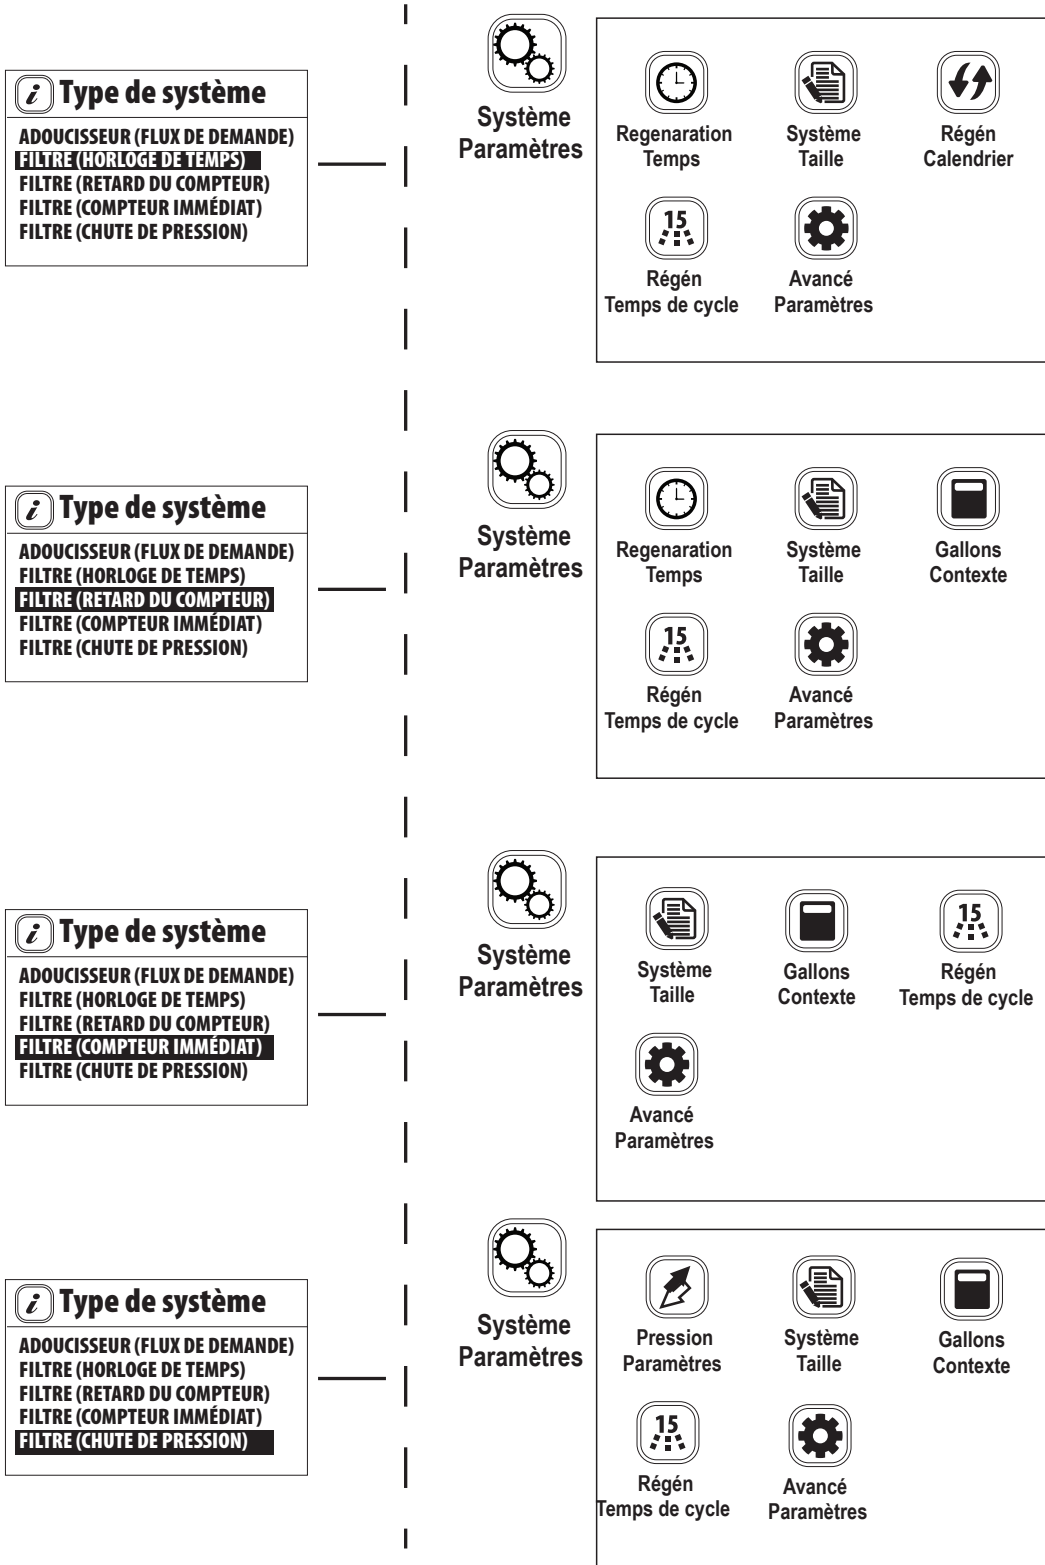 Type de système
ADOUCISSEUR (FLUX DE DEMANDE)
FILTRE (HORLOGE DE TEMPS)
FILTRE (RETARD DU COMPTEUR)
FILTRE (COMPTEUR IMMÉDIAT)
FILTRE (CHUTE DE PRESSION)
Système
Paramètres
Regenaration
Temps
Système
Taille
Régén
Calendrier
15
Régén
Temps de cycle
Avancé
Paramètres
Type de système
ADOUCISSEUR (FLUX DE DEMANDE)
FILTRE (HORLOGE DE TEMPS)
FILTRE (RETARD DU COMPTEUR)
FILTRE (COMPTEUR IMMÉDIAT)
FILTRE (CHUTE DE PRESSION)
Système
Paramètres
Regenaration
Temps
Système
Taille
Gallons
Contexte
15
Régén
Temps de cycle
Avancé
Paramètres
Type de système
ADOUCISSEUR (FLUX DE DEMANDE)
FILTRE (HORLOGE DE TEMPS)
FILTRE (RETARD DU COMPTEUR)
FILTRE (COMPTEUR IMMÉDIAT)
FILTRE (CHUTE DE PRESSION)
Système
Paramètres
Système
Taille
Gallons
Contexte
15
Régén
Temps de cycle
Avancé
Paramètres
Type de système
ADOUCISSEUR (FLUX DE DEMANDE)
FILTRE (HORLOGE DE TEMPS)
FILTRE (RETARD DU COMPTEUR)
FILTRE (COMPTEUR IMMÉDIAT)
FILTRE (CHUTE DE PRESSION)
Système
Paramètres
Pression
Paramètres
Système
Taille
Gallons
Contexte
15
Régén
Temps de cycle
Avancé
Paramètres